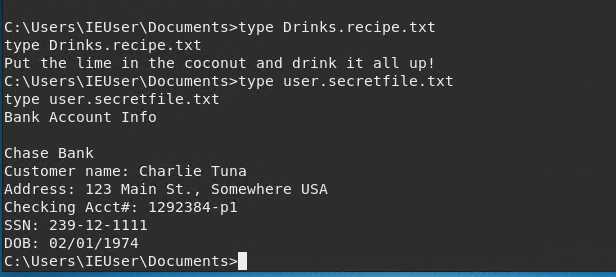 C:\Users\IEUser\Documents>type Drinks.recipe.txt
type Drinks.recipe.txt
Put the lime in the coconut and drink it all up!
C:\Users\IEUser\Documents>type user.secretfile.txt
type user.secretfile.txt
Bank Account Info

Chase Bank
Customer name: Charlie Tuna
Address: 123 Main St., Somewhere USA
Checking Acct#: 1292384-p1
SSN: 239-12-1111
DOB: 02/01/1974
C:\Users\IEUser\Documents>